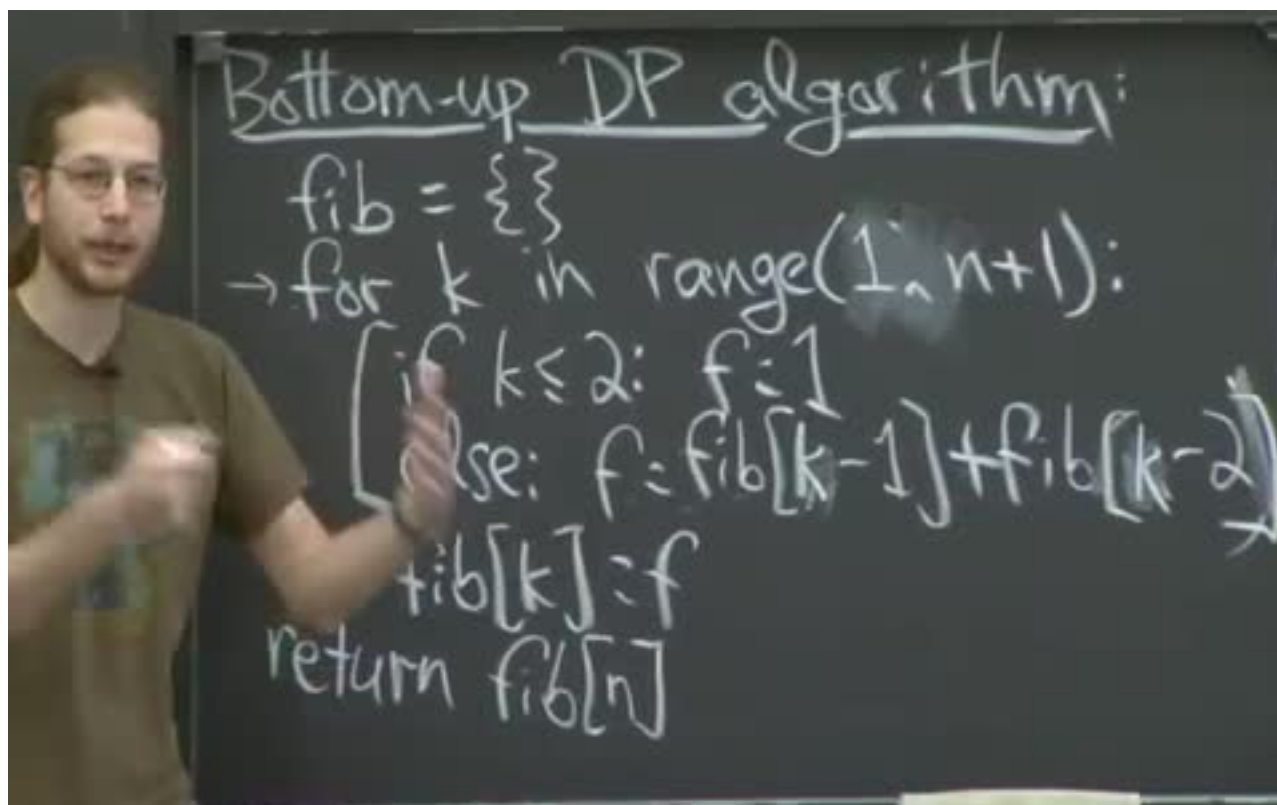 Bottom-up DP algorithm:
fib = {}
→ for k in range(1, n+1):
if k ≤ 2: f = 1
else: f = fib[k-1] + fib[k-2]
fib[k] = f
return fib[n]